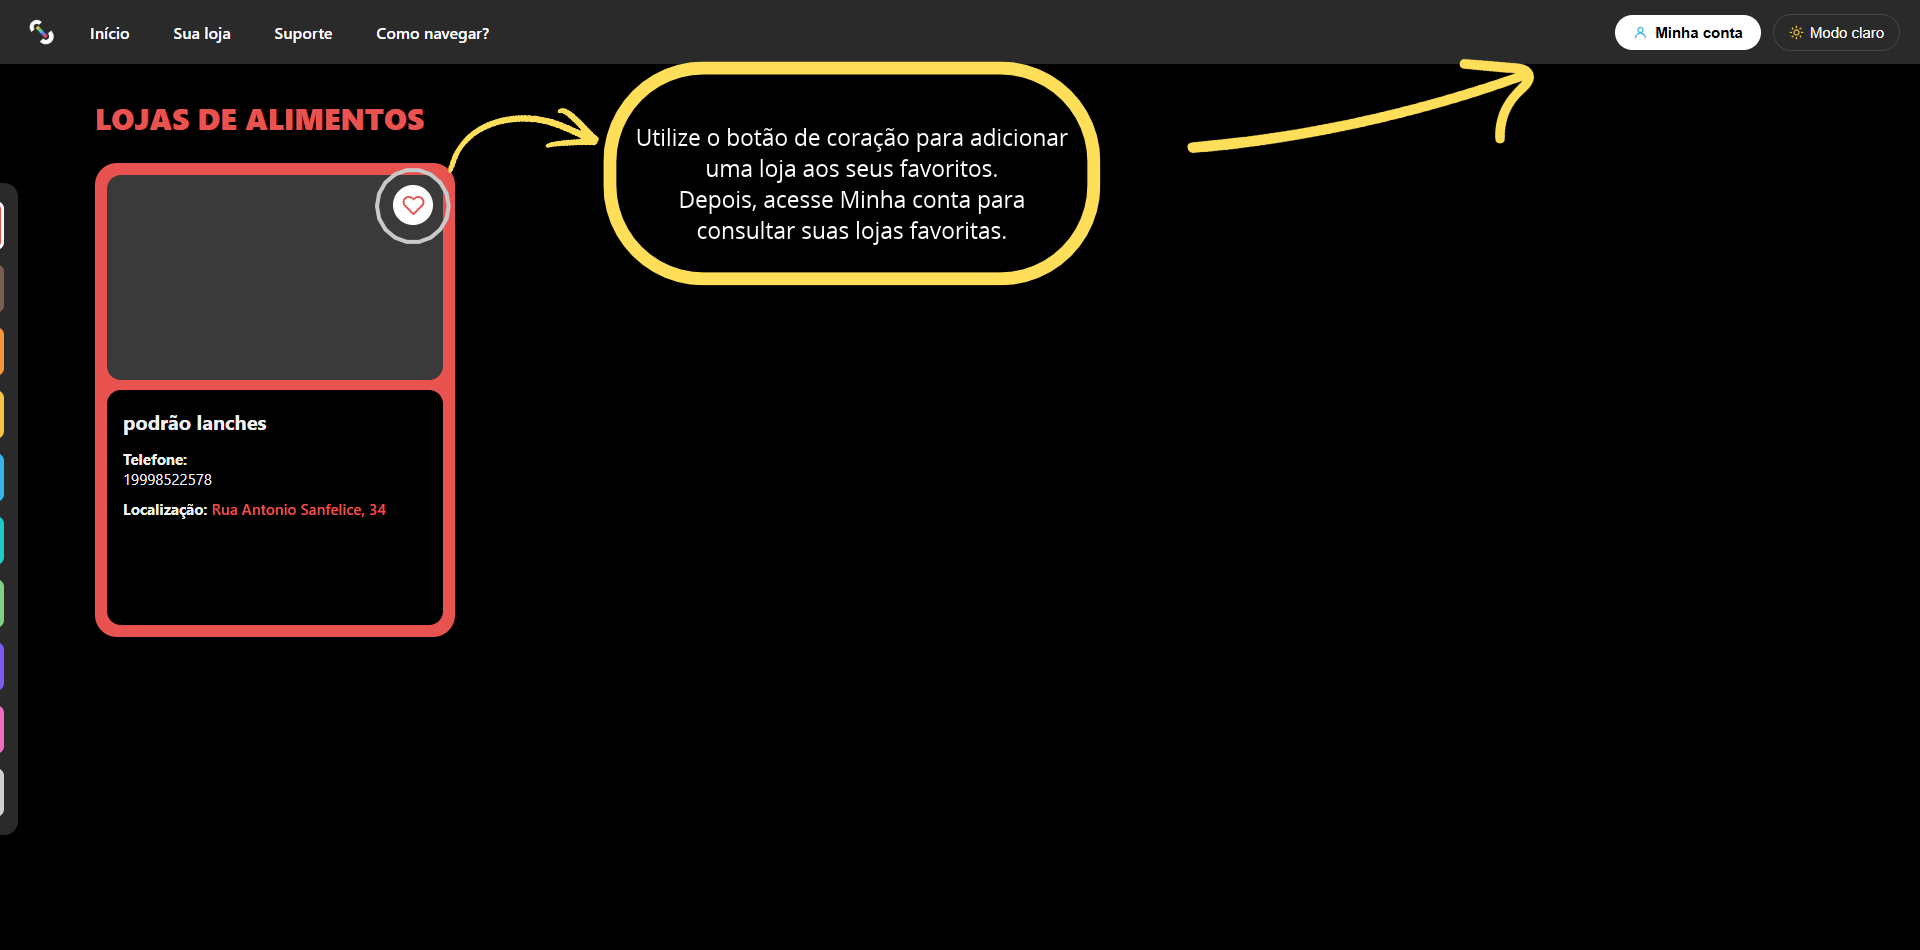 Início
Sua loja
Suporte
Como navegar?
Minha conta
Modo claro
LOJAS DE ALIMENTOS
Utilize o botão de coração para adicionar
uma loja aos seus favoritos.
Depois, acesse Minha conta para
consultar suas lojas favoritas.
podrão lanches
Telefone:
19998522578
Localização: Rua Antonio Sanfelice, 34